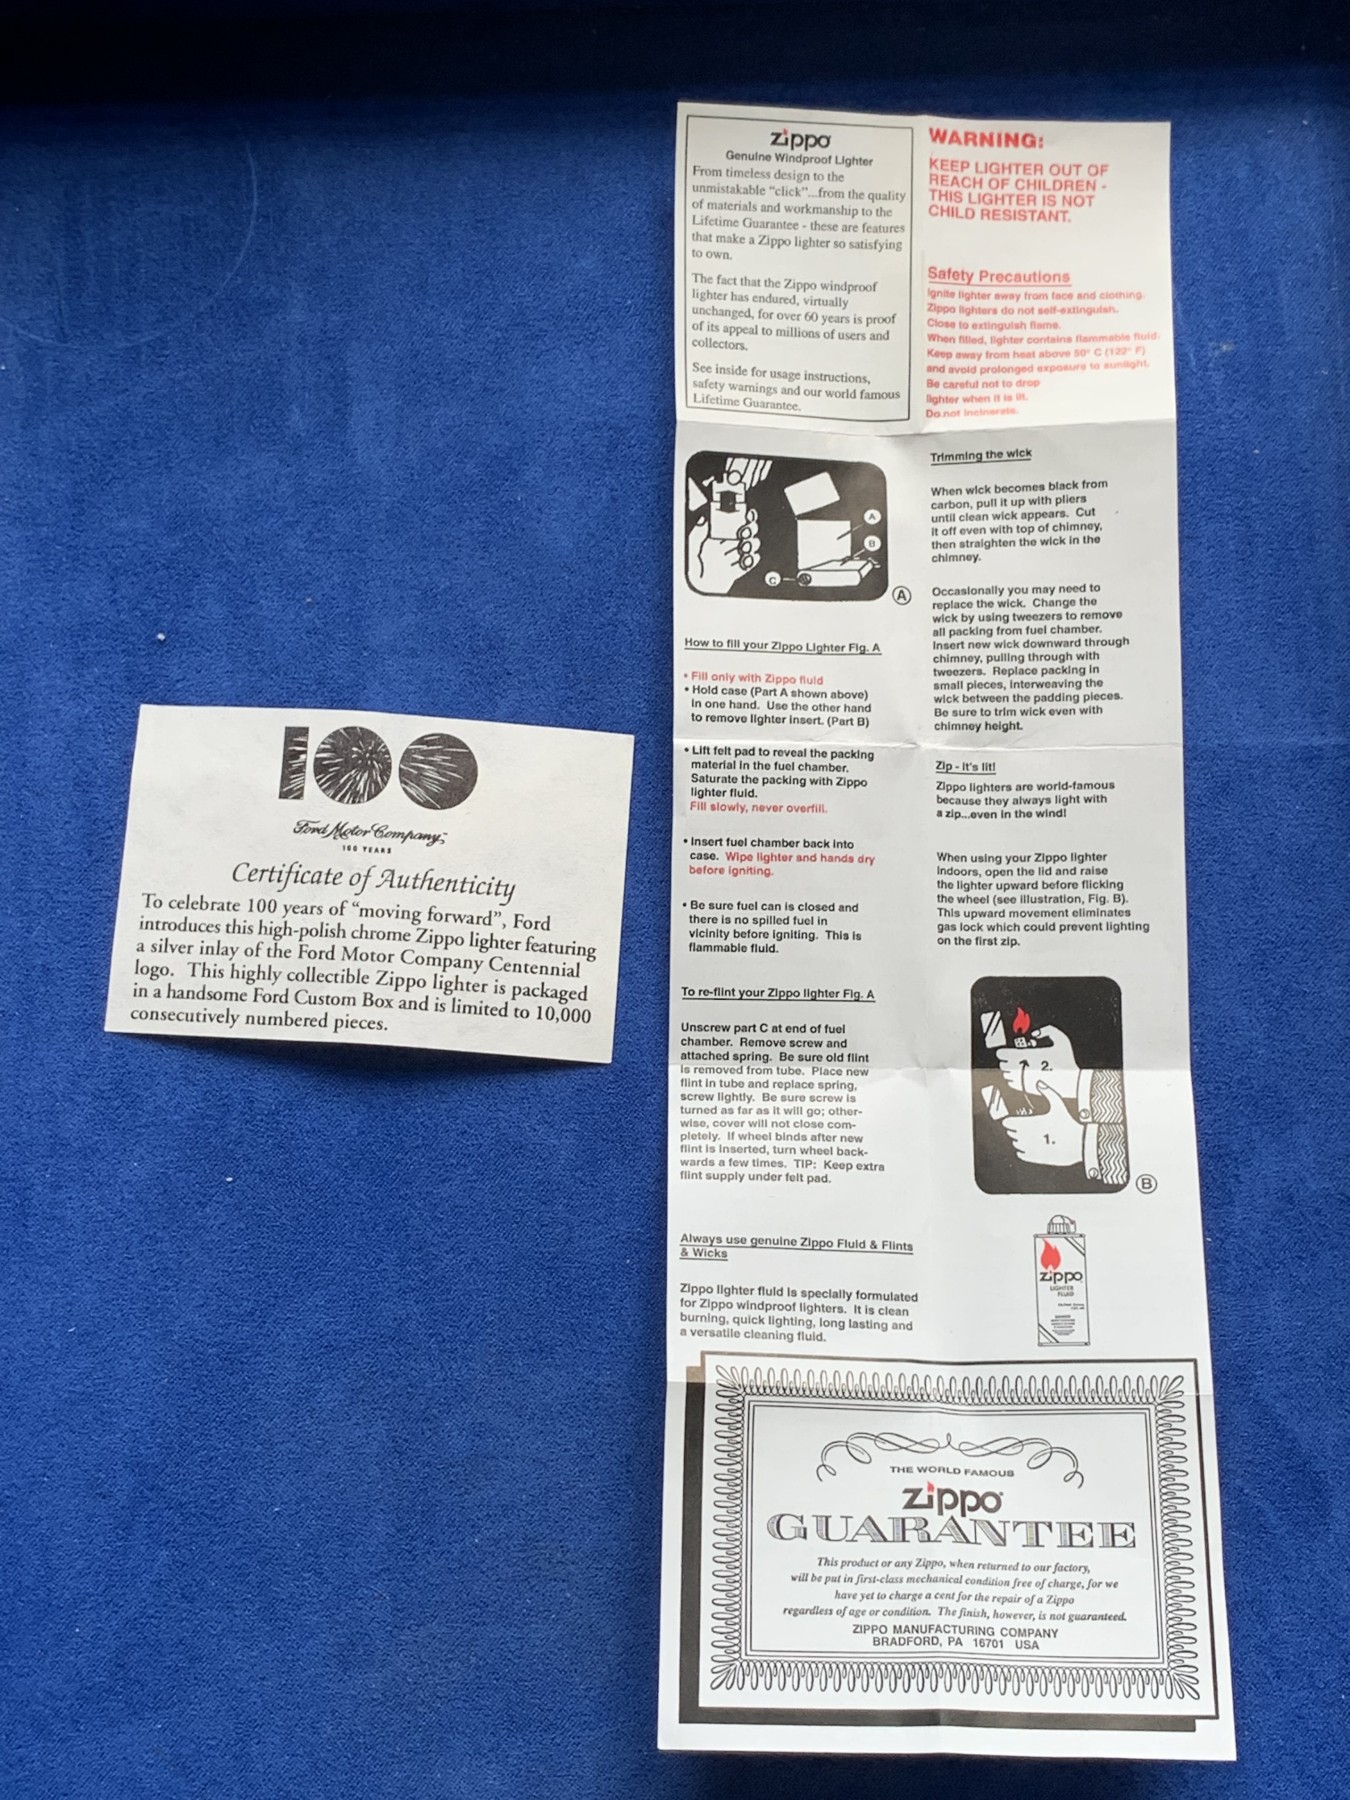 100
Ford Motor Company
100 YEARS
Certificate of Authenticity
To celebrate 100 years of “moving forward”, Ford
introduces this high-polish chrome Zippo lighter featuring
a silver inlay of the Ford Motor Company Centennial
logo. This highly collectible Zippo lighter is packaged
in a handsome Ford Custom Box and is limited to 10,000
consecutively numbered pieces.
zippo
Genuine Windproof Lighter
From timeless design to the
unmistakable “click”...from the quality
of materials and workmanship to the
Lifetime Guarantee - these are features
that make a Zippo lighter so satisfying
to own.
The fact that the Zippo windproof
lighter has endured, virtually
unchanged, for over 60 years is proof
of its appeal to millions of users and
collectors.
See inside for usage instructions,
safety warnings and our world famous
Lifetime Guarantee.
WARNING:
KEEP LIGHTER OUT OF
REACH OF CHILDREN -
THIS LIGHTER IS NOT
CHILD RESISTANT.
Safety Precautions
Ignite lighter away from face and clothing.
Zippo lighters do not self-extinguish.
Close to extinguish flame.
When filled, lighter contains flammable fluid.
Keep away from heat above 50° C (122° F)
and avoid prolonged exposure to sunlight.
Be careful not to drop
lighter when it is lit.
Do not incinerate.
A
B
C
A
How to fill your Zippo Lighter Fig. A
• Fill only with Zippo fluid
• Hold case (Part A shown above)
in one hand. Use the other hand
to remove lighter insert. (Part B)
• Lift felt pad to reveal the packing
material in the fuel chamber.
Saturate the packing with Zippo
lighter fluid.
Fill slowly, never overfill.
• Insert fuel chamber back into
case. Wipe lighter and hands dry
before igniting.
• Be sure fuel can is closed and
there is no spilled fuel in
vicinity before igniting. This is
flammable fluid.
To re-flint your Zippo lighter Fig. A
Unscrew part C at end of fuel
chamber. Remove screw and
attached spring. Be sure old flint
is removed from tube. Place new
flint in tube and replace spring,
screw lightly. Be sure screw is
turned as far as it will go; other-
wise, cover will not close com-
pletely. If wheel binds after new
flint is inserted, turn wheel back-
wards a few times. TIP: Keep extra
flint supply under felt pad.
Always use genuine Zippo Fluid & Flints
& Wicks
Zippo lighter fluid is specially formulated
for Zippo windproof lighters. It is clean
burning, quick lighting, long lasting and
a versatile cleaning fluid.
Trimming the wick
When wick becomes black from
carbon, pull it up with pliers
until clean wick appears. Cut
it off even with top of chimney,
then straighten the wick in the
chimney.
Occasionally you may need to
replace the wick. Change the
wick by using tweezers to remove
all packing from fuel chamber.
Insert new wick downward through
chimney, pulling through with
tweezers. Replace packing in
small pieces, interweaving the
wick between the padding pieces.
Be sure to trim wick even with
chimney height.
Zip - it's lit!
Zippo lighters are world-famous
because they always light with
a zip...even in the wind!
When using your Zippo lighter
indoors, open the lid and raise
the lighter upward before flicking
the wheel (see illustration, Fig. B).
This upward movement eliminates
gas lock which could prevent lighting
on the first zip.
2.
1.
B
zippo
LIGHTER
FLUID
THE WORLD FAMOUS
zippo
GUARANTEE
This product or any Zippo, when returned to our factory,
will be put in first-class mechanical condition free of charge, for we
have yet to charge a cent for the repair of a Zippo
regardless of age or condition. The finish, however, is not guaranteed.
ZIPPO MANUFACTURING COMPANY
BRADFORD, PA 16701 USA